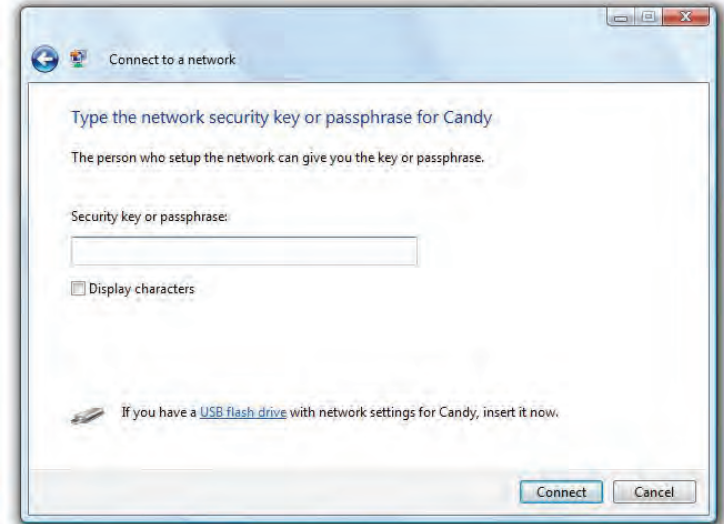 Connect to a network
Type the network security key or passphrase for Candy
The person who setup the network can give you the key or passphrase.
Security key or passphrase:
Display characters
If you have a USB flash drive with network settings for Candy, insert it now.
Connect Cancel